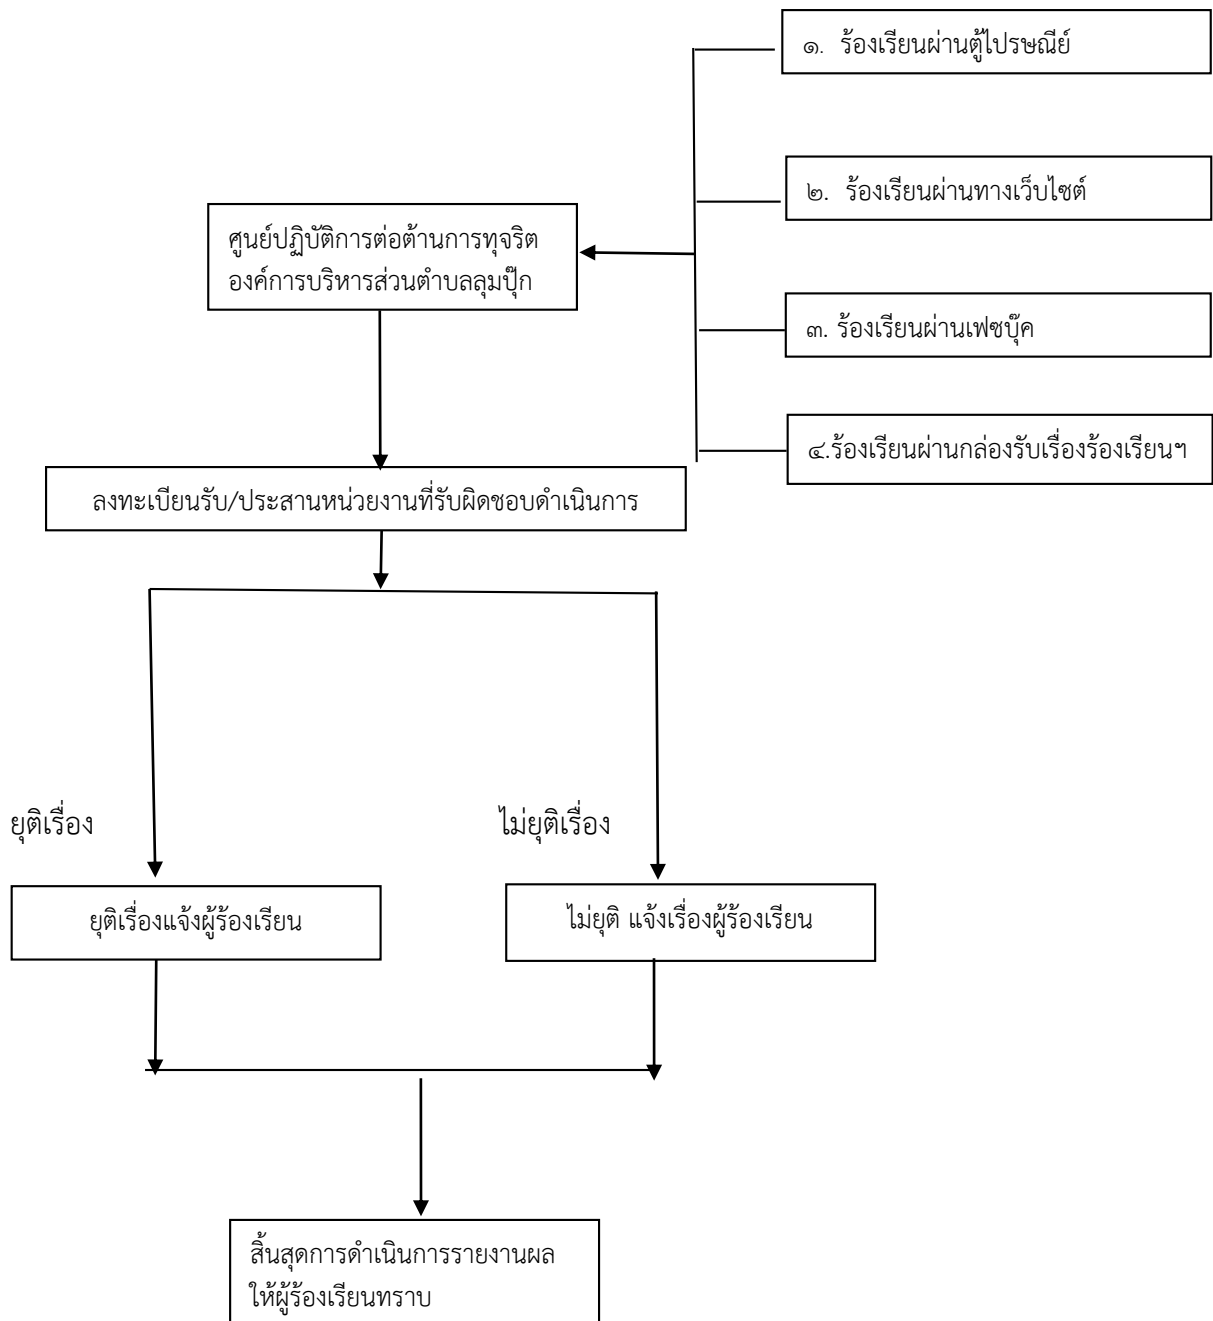 ๑. ร้องเรียนผ่านตู้ไปรษณีย์
๒. ร้องเรียนผ่านทางเว็บไซต์
ศูนย์ปฏิบัติการต่อต้านการทุจริต
องค์การบริหารส่วนตำบลลุมปุ๊ก
๓. ร้องเรียนผ่านเฟซบุ๊ค
๔.ร้องเรียนผ่านกล่องรับเรื่องร้องเรียนฯ
ลงทะเบียนรับ/ประสานหน่วยงานที่รับผิดชอบดำเนินการ
ยุติเรื่อง
ไม่ยุติเรื่อง
ยุติเรื่องแจ้งผู้ร้องเรียน
ไม่ยุติ แจ้งเรื่องผู้ร้องเรียน
สิ้นสุดการดำเนินการรายงานผล
ให้ผู้ร้องเรียนทราบ